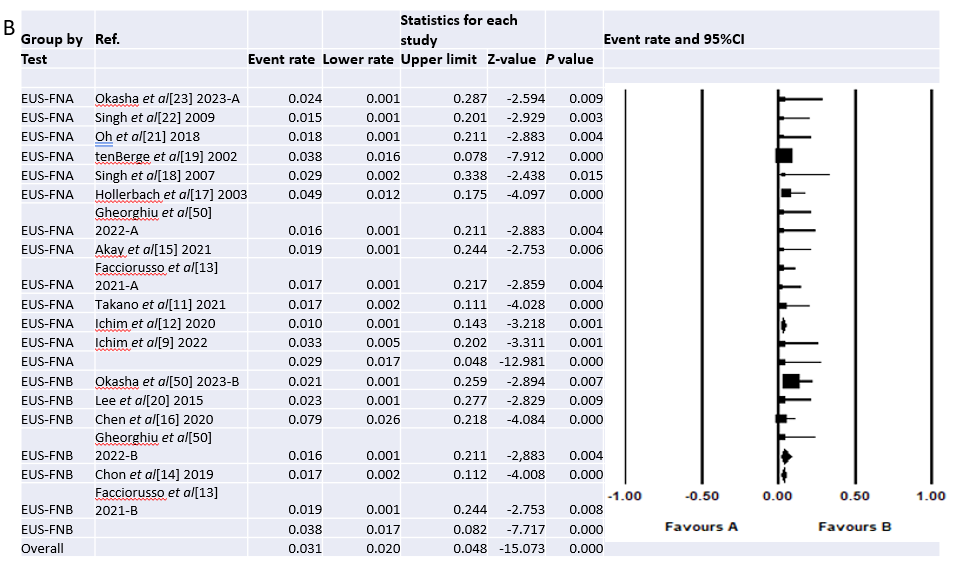 B
Statistics for each
study
Group by Ref. Event rate and 95%CI
Test Event rate Lower rate Upper limit Z-value P value
EUS-FNA Okasha et al[23] 2023-A 0.024 0.001 0.287 -2.594 0.009
EUS-FNA Singh et al[22] 2009 0.015 0.001 0.201 -2.929 0.003
EUS-FNA Oh et al[21] 2018 0.018 0.001 0.211 -2.883 0.004
EUS-FNA tenBerge et al[19] 2002 0.038 0.016 0.078 -7.912 0.000
EUS-FNA Singh et al[18] 2007 0.029 0.002 0.338 -2.438 0.015
EUS-FNA Hollerbach et al[17] 2003 0.049 0.012 0.175 -4.097 0.000
Gheorghiu et al[50]
EUS-FNA 2022-A 0.016 0.001 0.211 -2.883 0.004
EUS-FNA Akay et al[15] 2021 0.019 0.001 0.244 -2.753 0.006
Facciorusso et al[13]
EUS-FNA 2021-A 0.017 0.001 0.217 -2.859 0.004
EUS-FNA Takano et al[11] 2021 0.017 0.002 0.111 -4.028 0.000
EUS-FNA Ichim et al[12] 2020 0.010 0.001 0.143 -3.218 0.001
EUS-FNA Ichim et al[9] 2022 0.033 0.005 0.202 -3.311 0.001
EUS-FNA 0.029 0.017 0.048 -12.981 0.000
EUS-FNB Okasha et al[50] 2023-B 0.021 0.001 0.259 -2.894 0.007
EUS-FNB Lee et al[20] 2015 0.023 0.001 0.277 -2.829 0.009
EUS-FNB Chen et al[16] 2020 0.079 0.026 0.218 -4.084 0.000
Gheorghiu et al[50]
EUS-FNB 2022-B 0.016 0.001 0.211 -2,883 0.004
EUS-FNB Chon et al[14] 2019 0.017 0.002 0.112 -4.008 0.000
Facciorusso et al[13]
EUS-FNB 2021-B 0.019 0.001 0.244 -2.753 0.008
EUS-FNB 0.038 0.017 0.082 -7.717 0.000
Overall 0.031 0.020 0.048 -15.073 0.000
-1.00 -0.50 0.00 0.50 1.00
Favours A Favours B